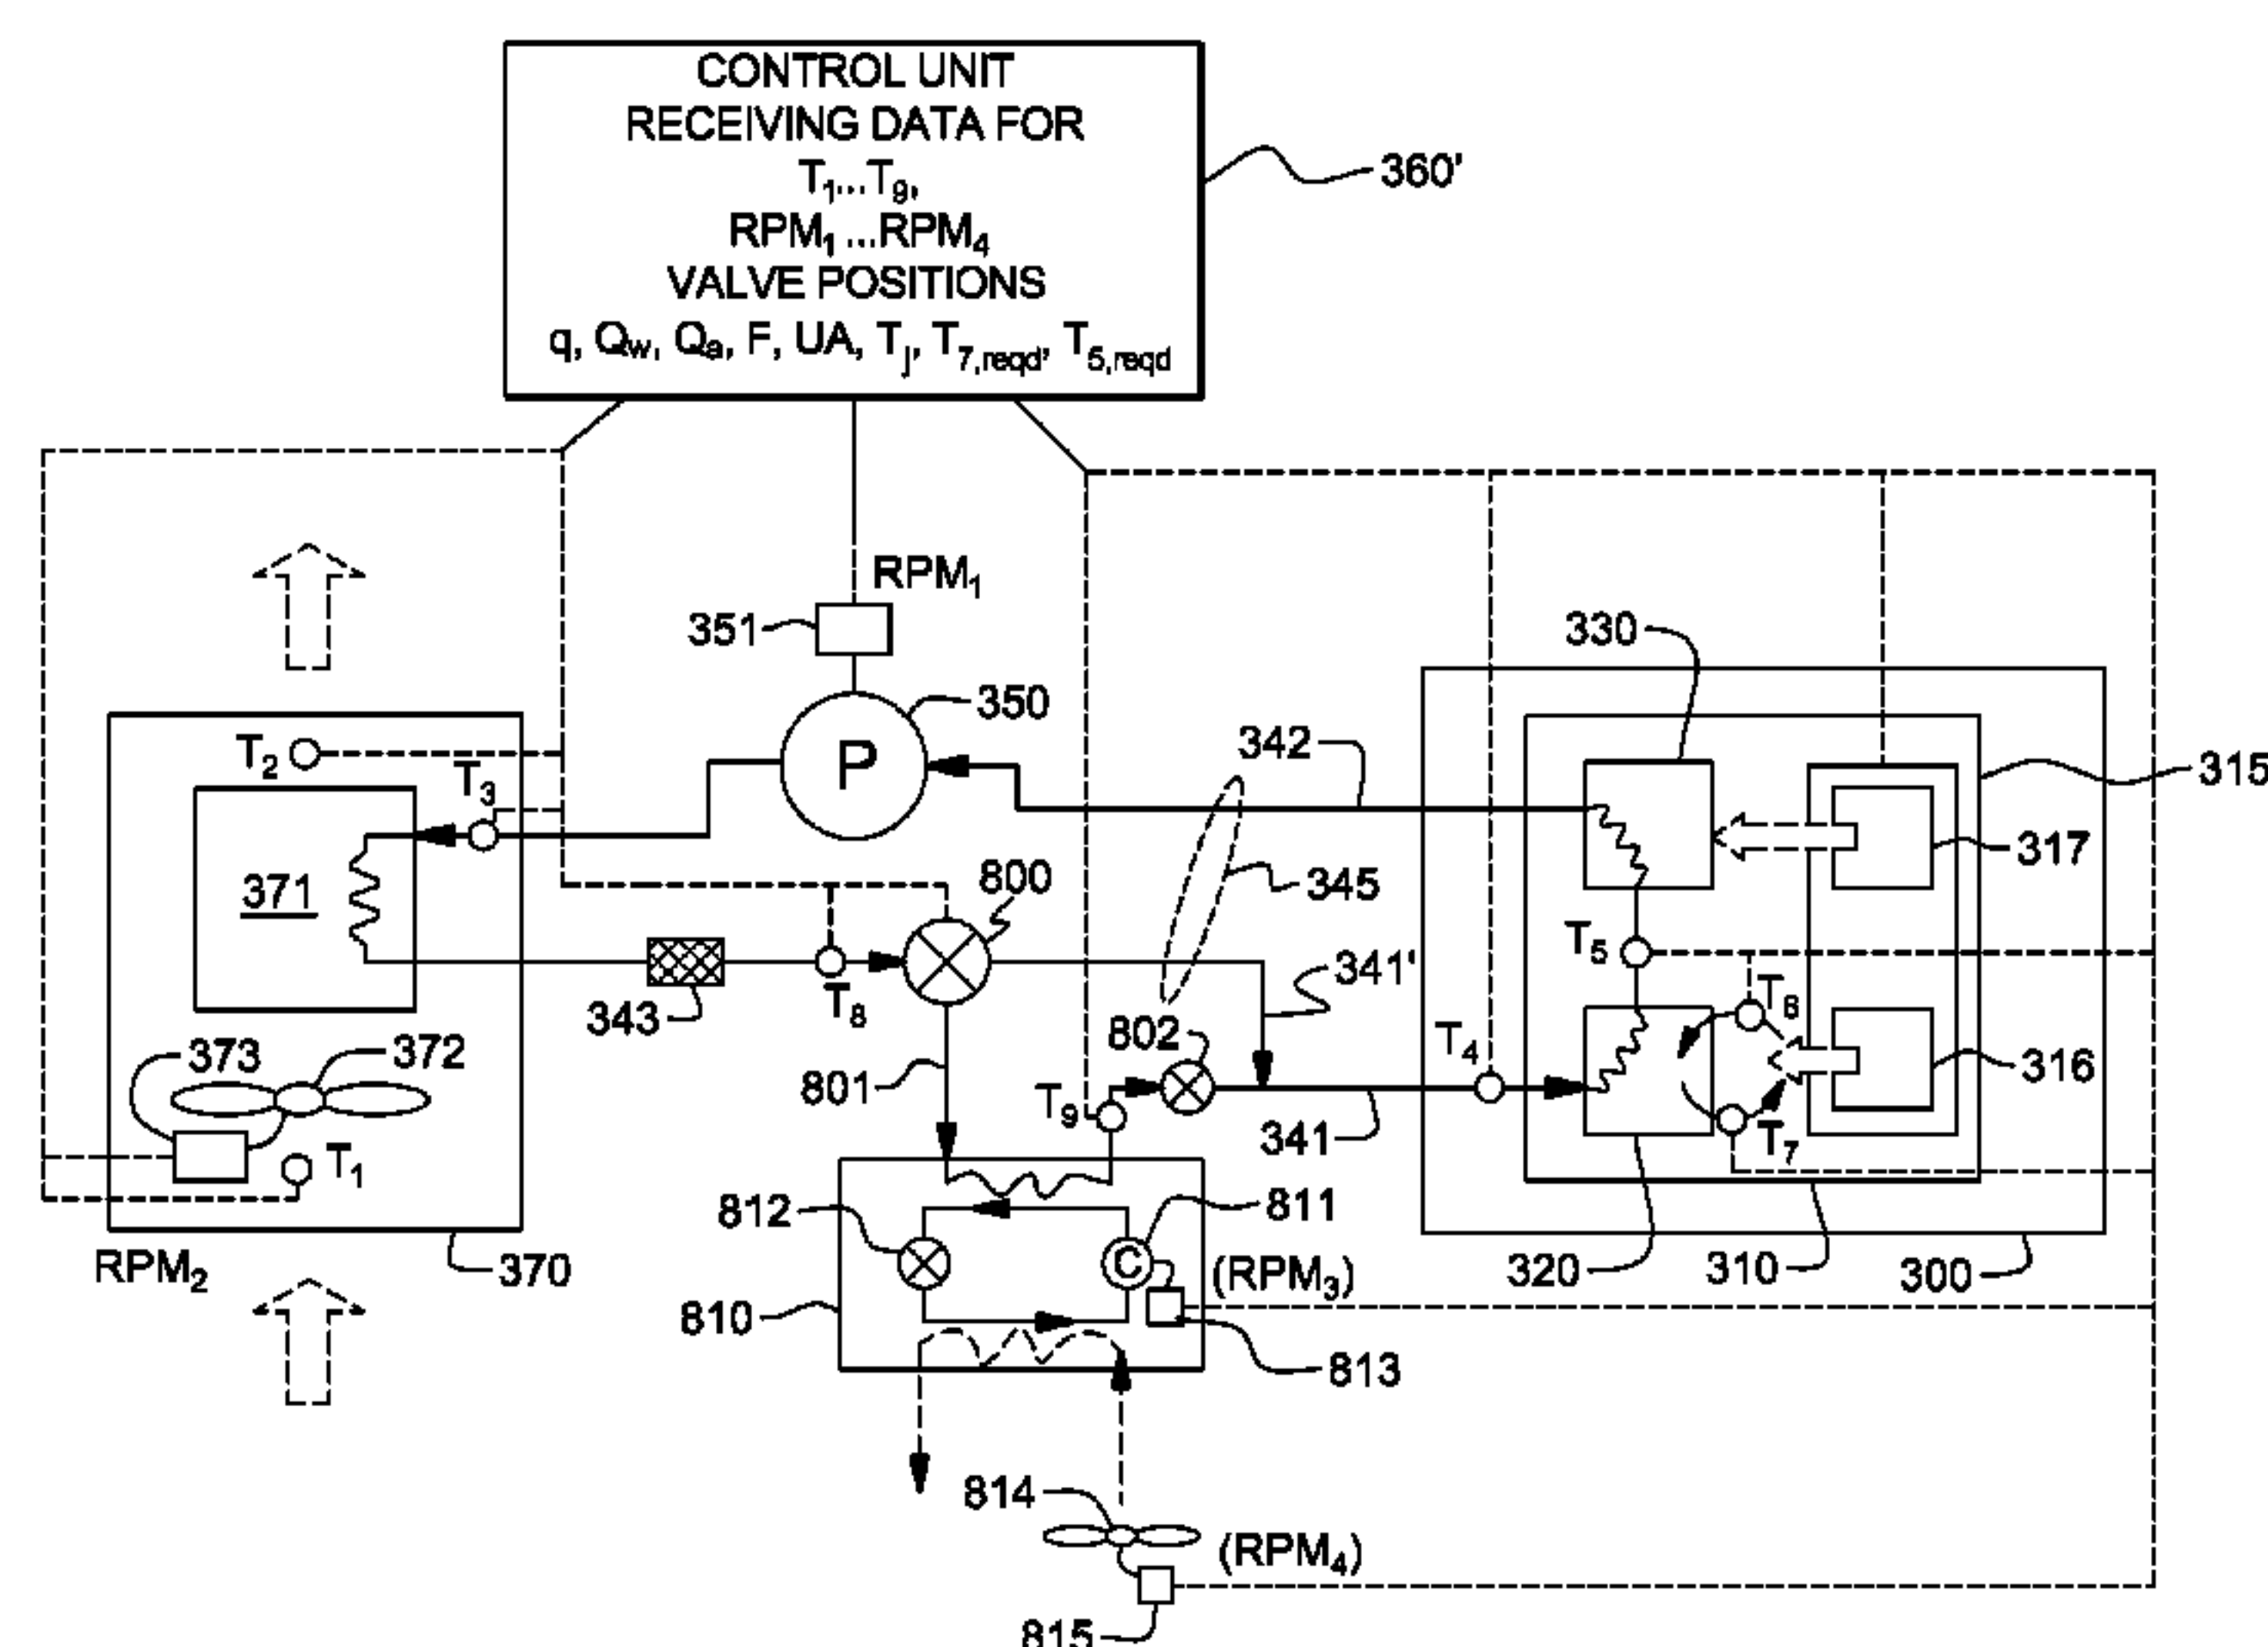 CONTROL UNIT
RECEIVING DATA FOR
T1...T9,
RPM1...RPM4
VALVE POSITIONS
q, Qw, Qa, F, UA, Tj, T7,reqd, T5,reqd
360'
RPM1
351
350
P
342
330
315
T2
T3
371
800
345
317
T5
341'
343
T8
T6
373
372
801
802
T4
316
T9
341
T7
T1
812
811
RPM2
370
810
C
(RPM3)
320
310
300
813
814
(RPM4)
815